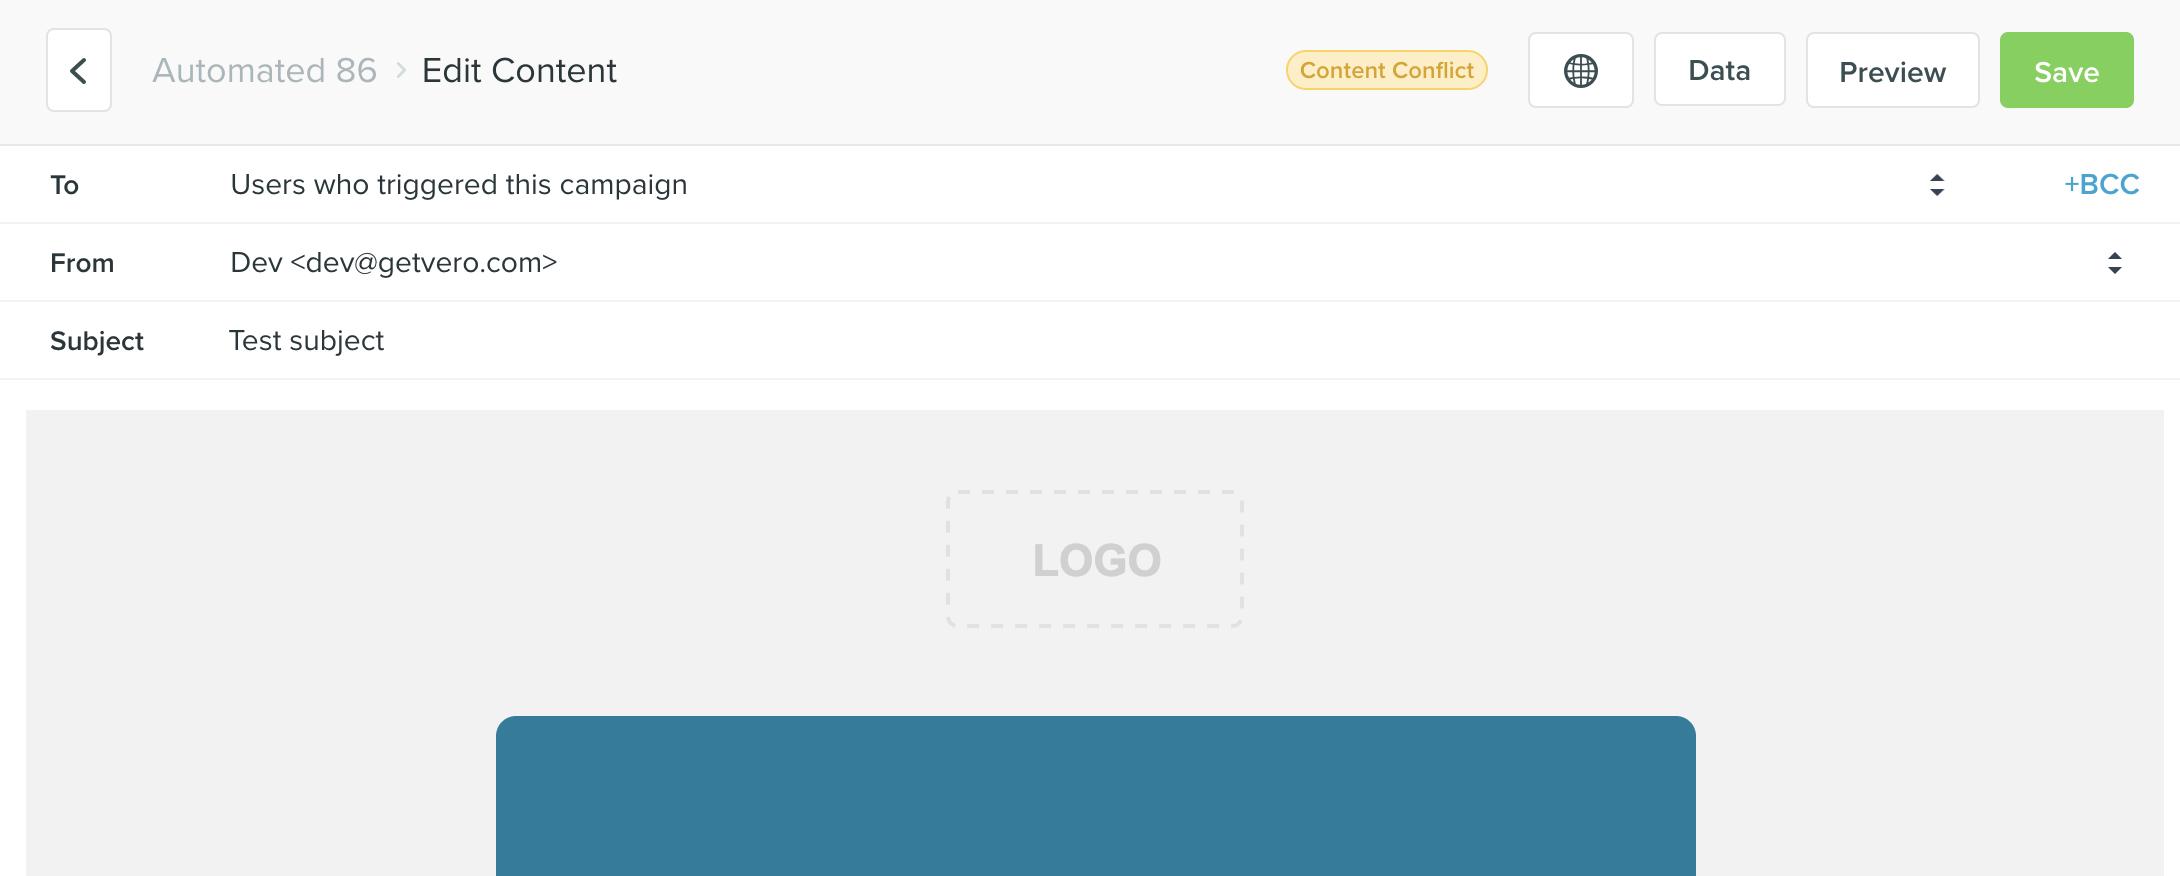 Automated 86 > Edit Content
Content Conflict
Data
Preview
Save
To
Users who triggered this campaign
+BCC
From
Dev <dev@getvero.com>
Subject
Test subject
LOGO